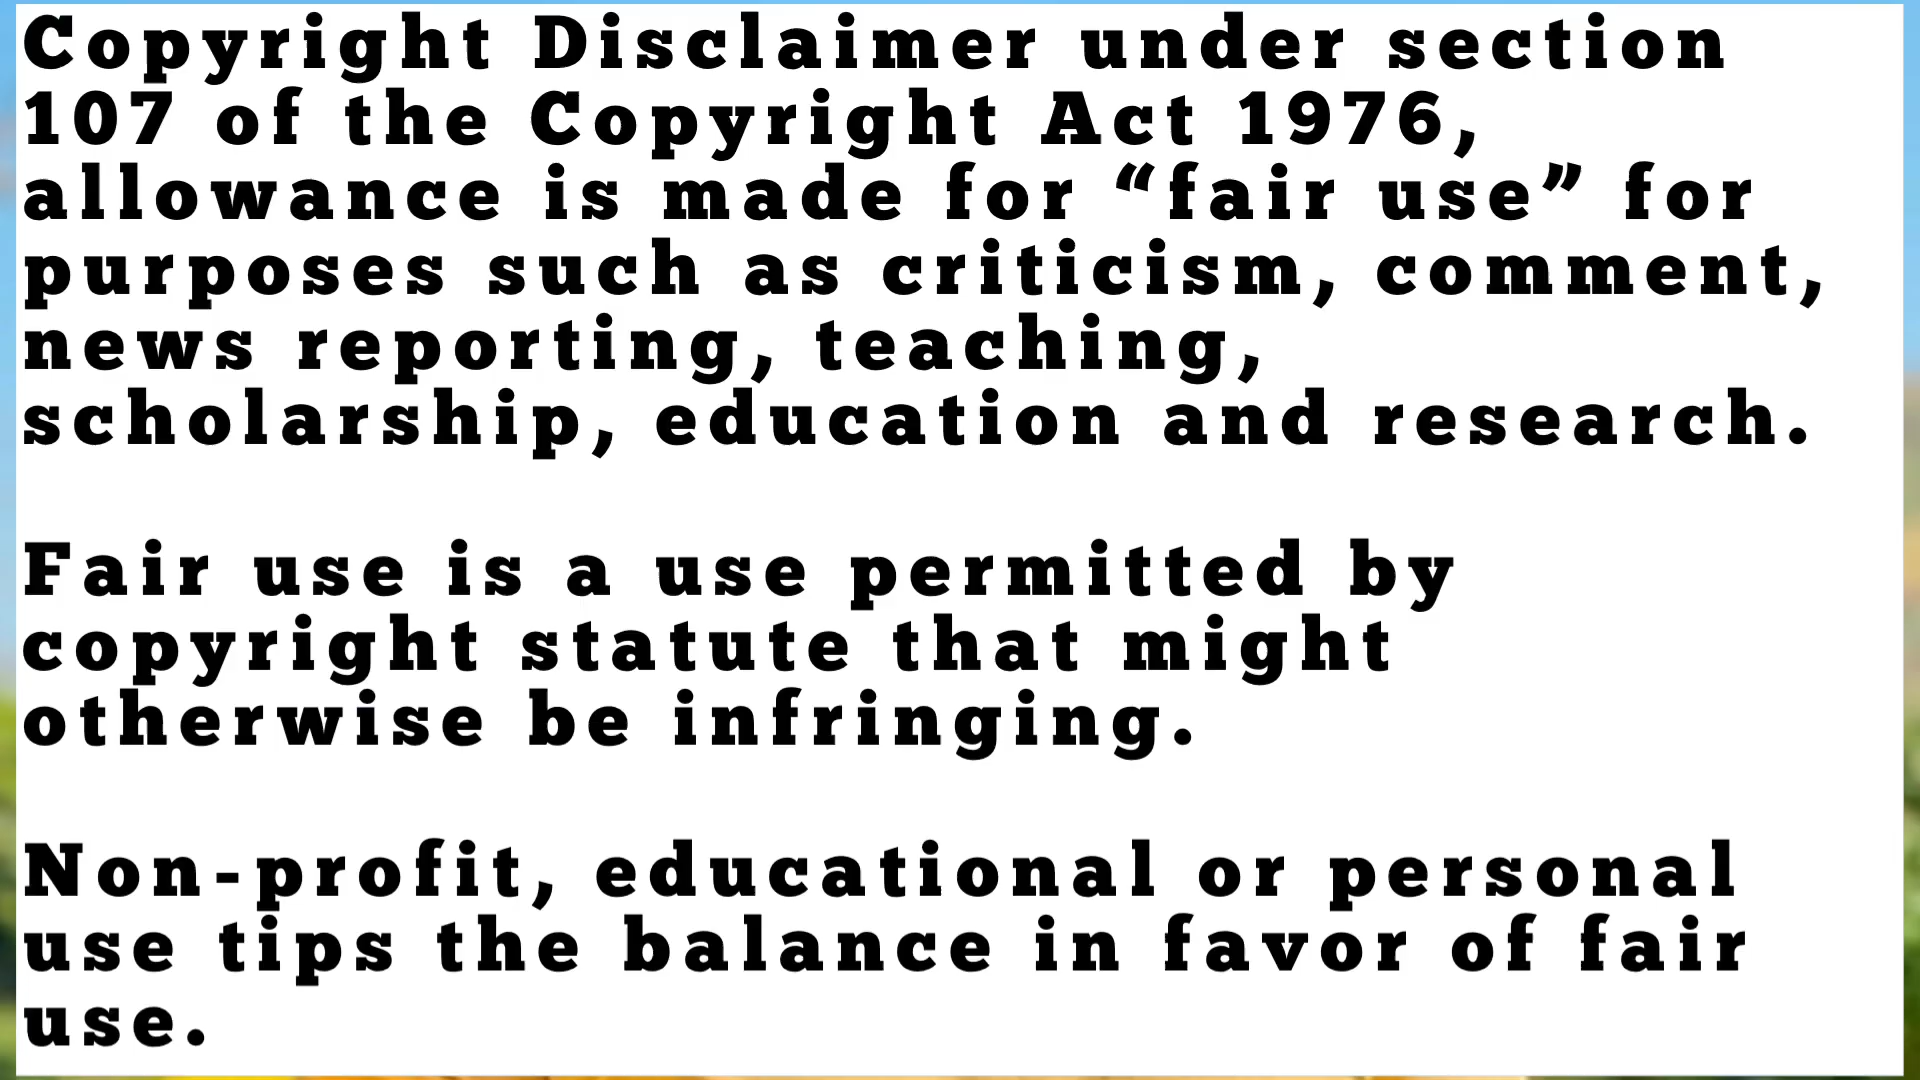 Copyright Disclaimer under section
107 of the Copyright Act 1976,
allowance is made for “fair use” for
purposes such as criticism, comment,
news reporting, teaching,
scholarship, education and research.
Fair use is a use permitted by
copyright statute that might
otherwise be infringing.
Non-profit, educational or personal
use tips the balance in favor of fair
use.